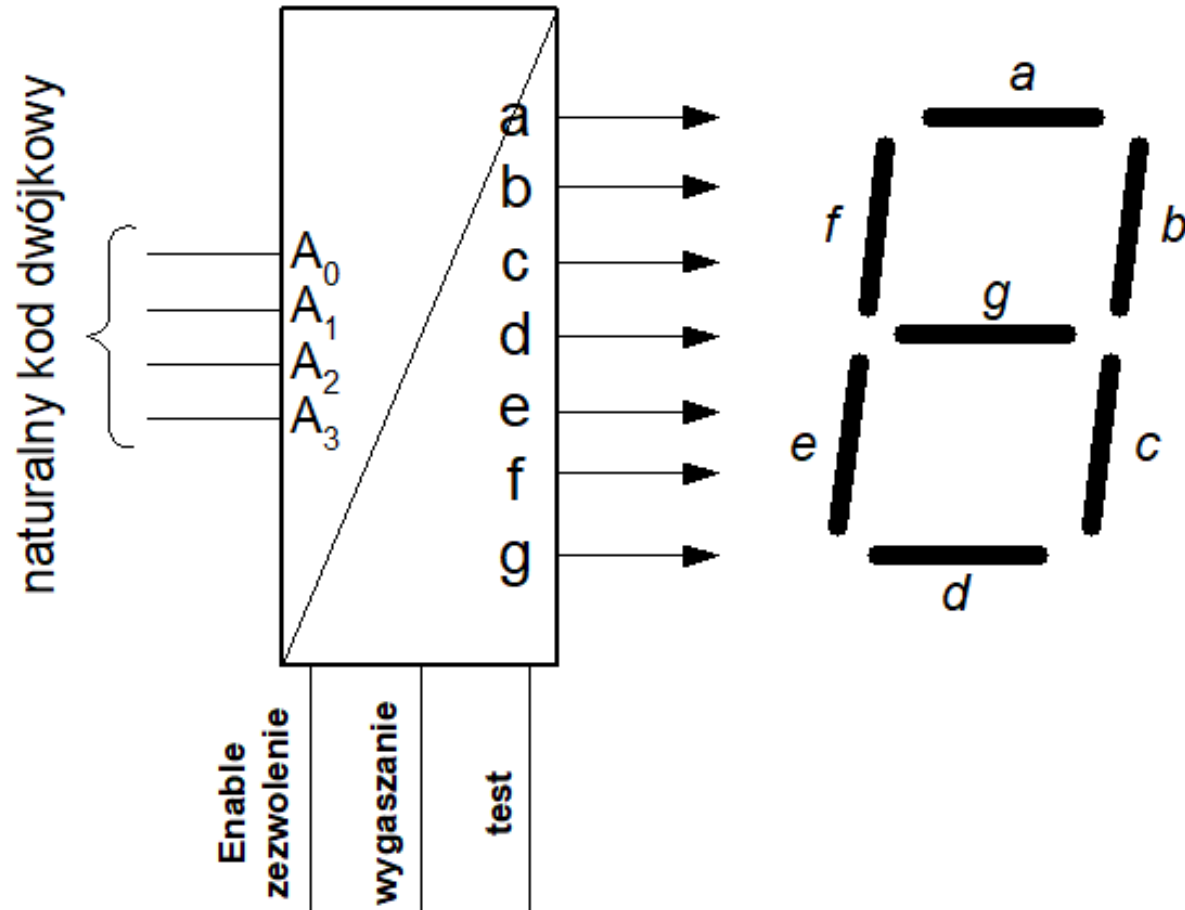 naturalny kod dwójkowy
A0
A1
A2
A3
a
b
c
d
e
f
g
Enable
zezwolenie
wygaszanie
test
a
f
b
g
e
c
d